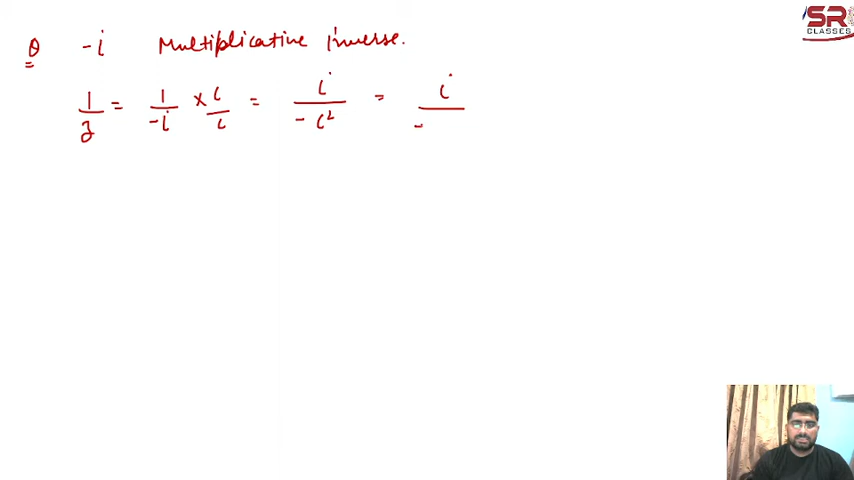 Q -i Multiplicative inverse.
1/z = 1/-i × i/i = i/-i² = i/-
SR
CLASSES